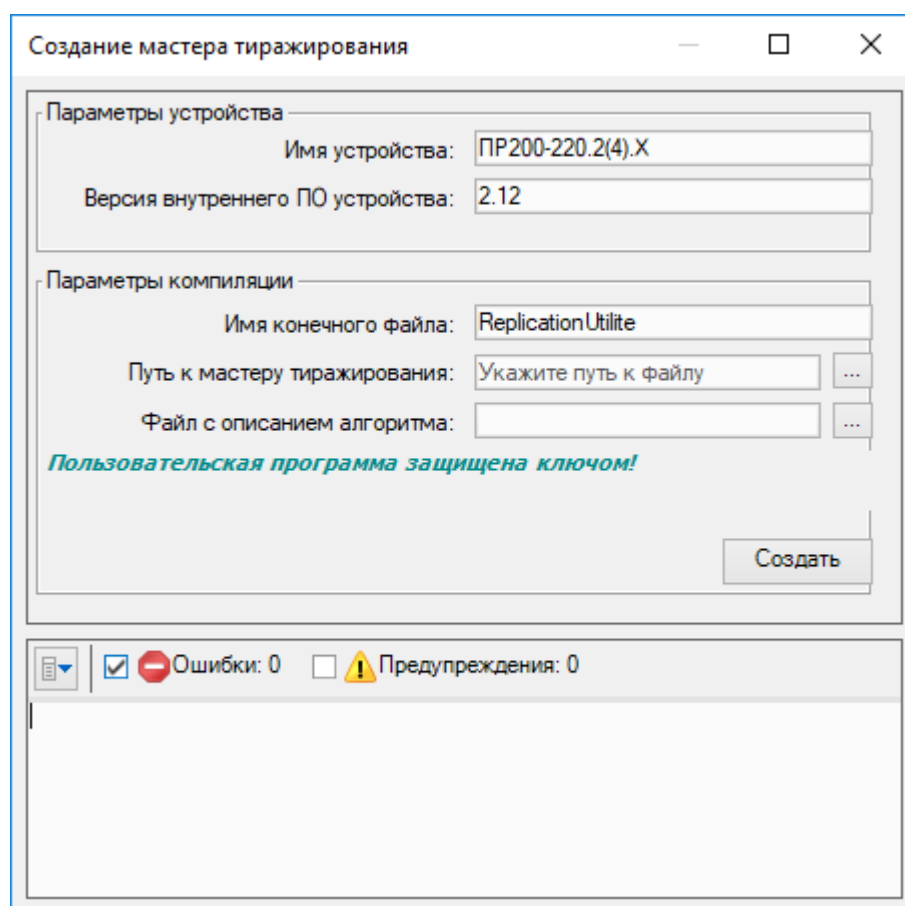 Создание мастера тиражирования
Параметры устройства
Имя устройства: ПР200-220.2(4).X
Версия внутреннего ПО устройства: 2.12
Параметры компиляции
Имя конечного файла: ReplicationUtilite
Путь к мастеру тиражирования: Укажите путь к файлу ...
Файл с описанием алгоритма: ...
Пользовательская программа защищена ключом!
Создать
Ошибки: 0 Предупреждения: 0